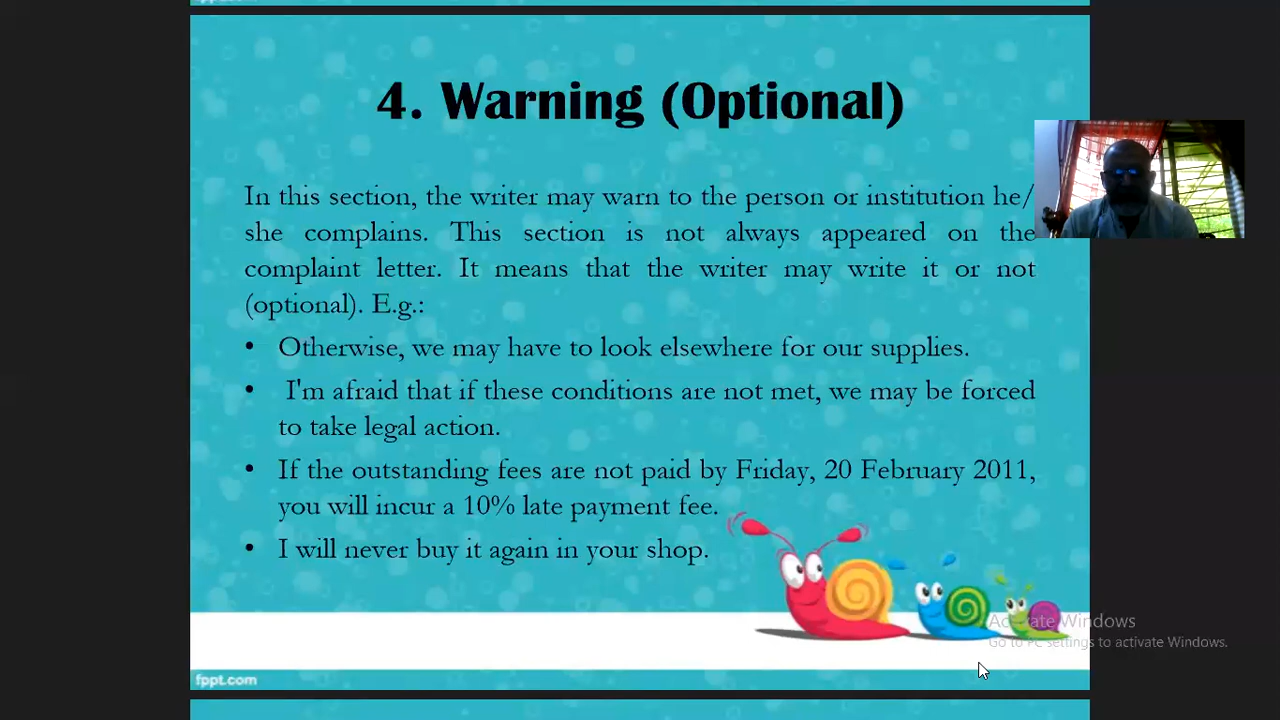 fppt.com
4. Warning (Optional)
In this section, the writer may warn to the person or institution he/
she complains. This section is not always appeared on the
complaint letter. It means that the writer may write it or not
(optional). E.g.:
• Otherwise, we may have to look elsewhere for our supplies.
• I'm afraid that if these conditions are not met, we may be forced
to take legal action.
• If the outstanding fees are not paid by Friday, 20 February 2011,
you will incur a 10% late payment fee.
• I will never buy it again in your shop.
Activate Windows
Go to PC settings to activate Windows.
fppt.com